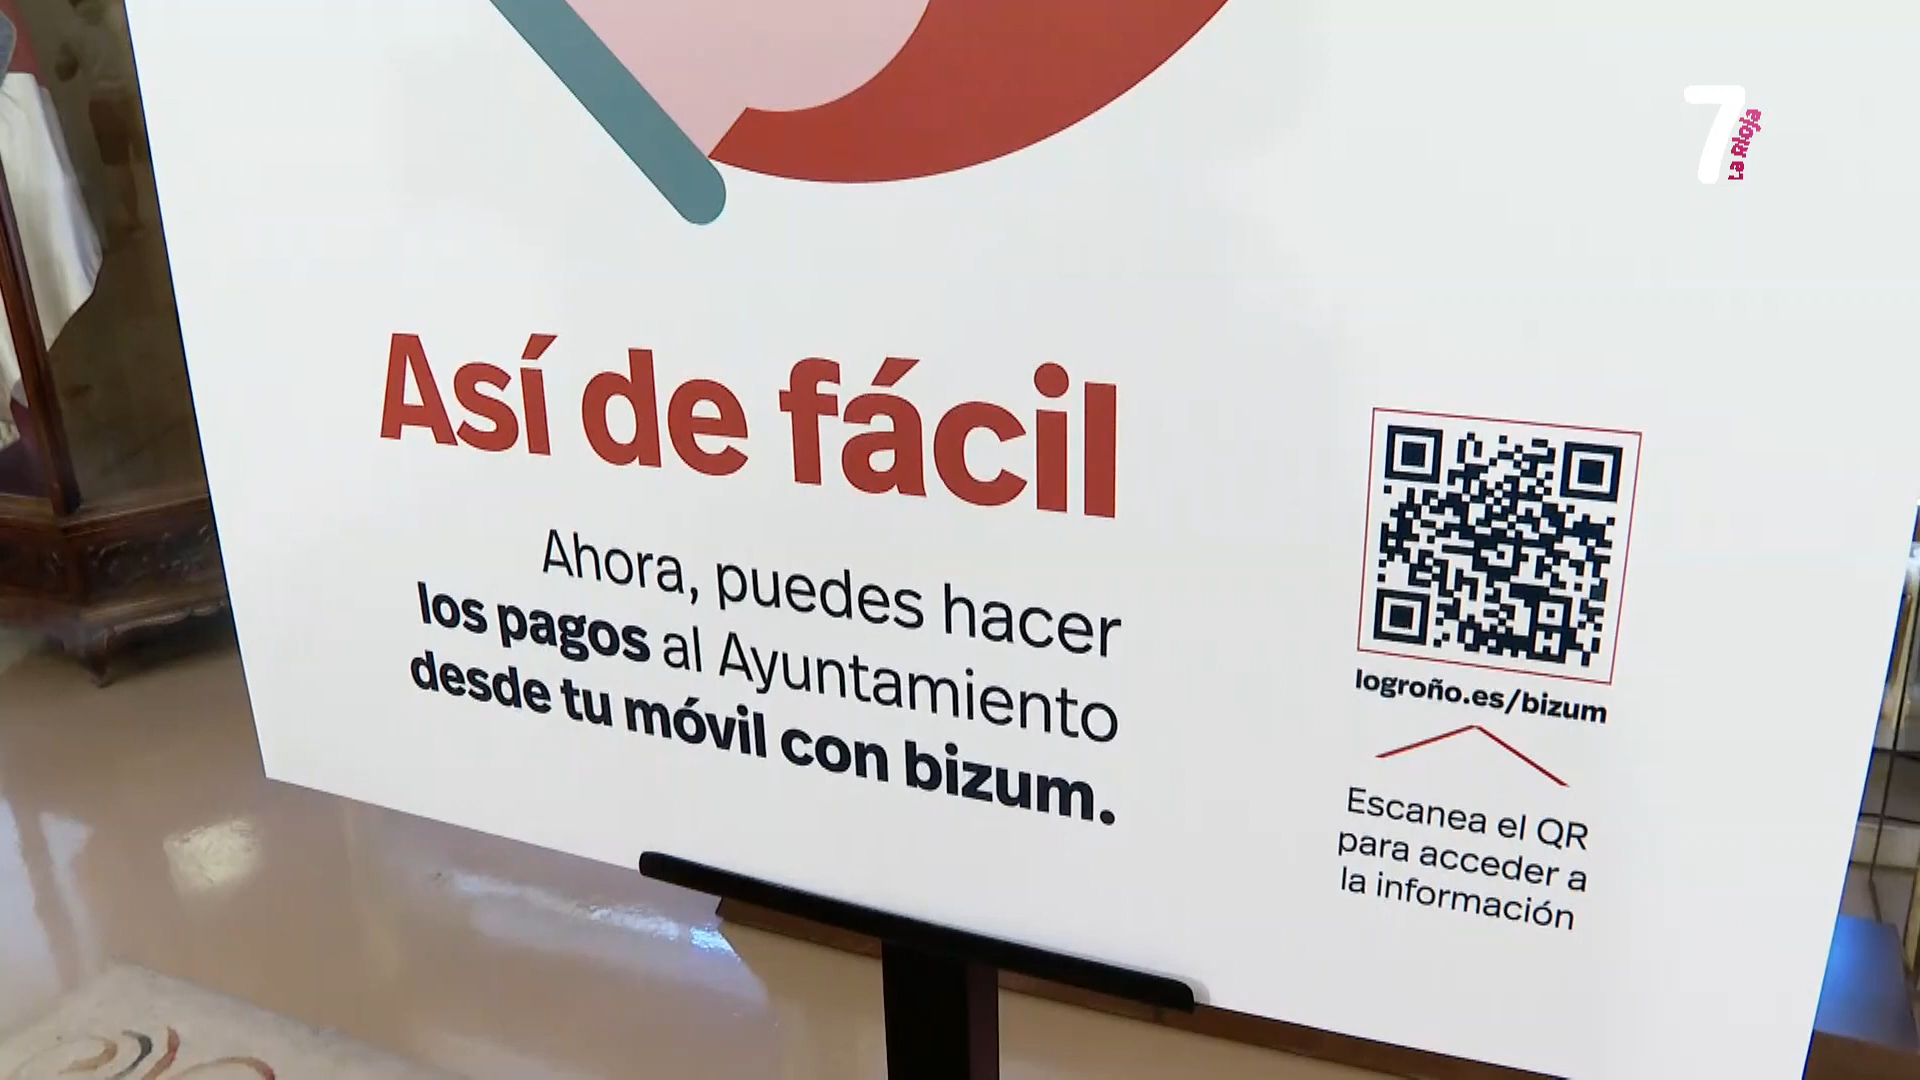 7
La Rioja
Así de fácil
Ahora, puedes hacer
los pagos al Ayuntamiento
desde tu móvil con bizum.
logroño.es/bizum
Escanea el QR
para acceder a
la información